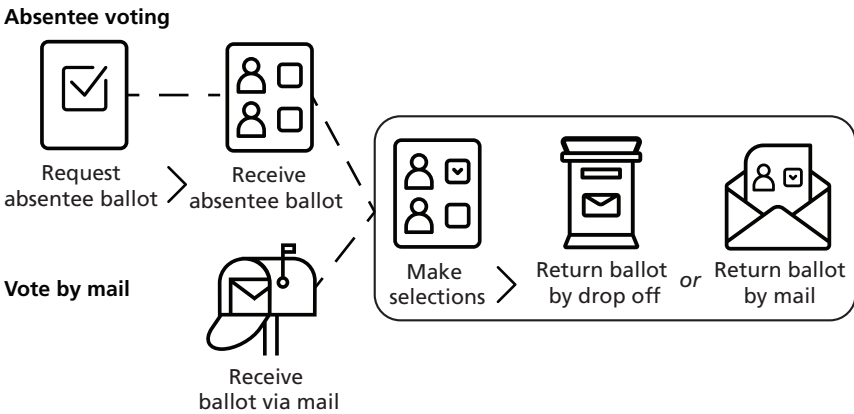 Absentee voting
Request
absentee ballot
Receive
absentee ballot
Vote by mail
Receive
ballot via mail
Make
selections
Return ballot
by drop off
or
Return ballot
by mail